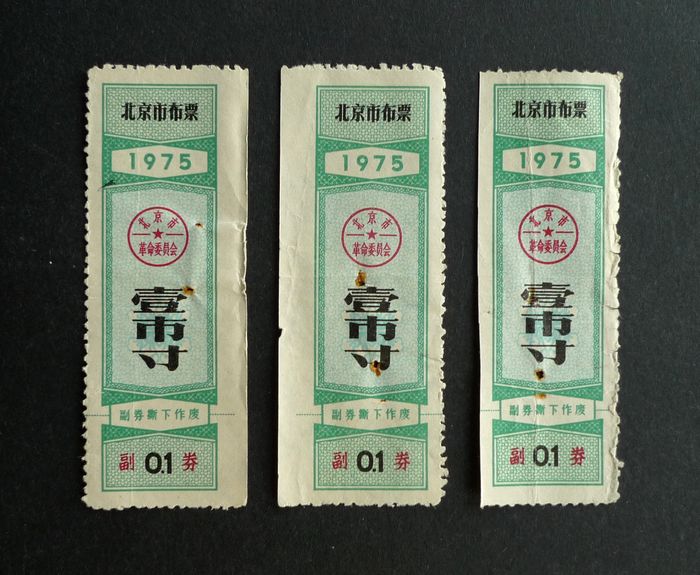 北京市布票
1975
北京市
革命委员会
壹市寸
副券撕下作废
副 0.1 券
北京市布票
1975
北京市
革命委员会
壹市寸
副券撕下作废
副 0.1 券
北京市布票
1975
北京市
革命委员会
壹市寸
副券撕下作废
副 0.1 券